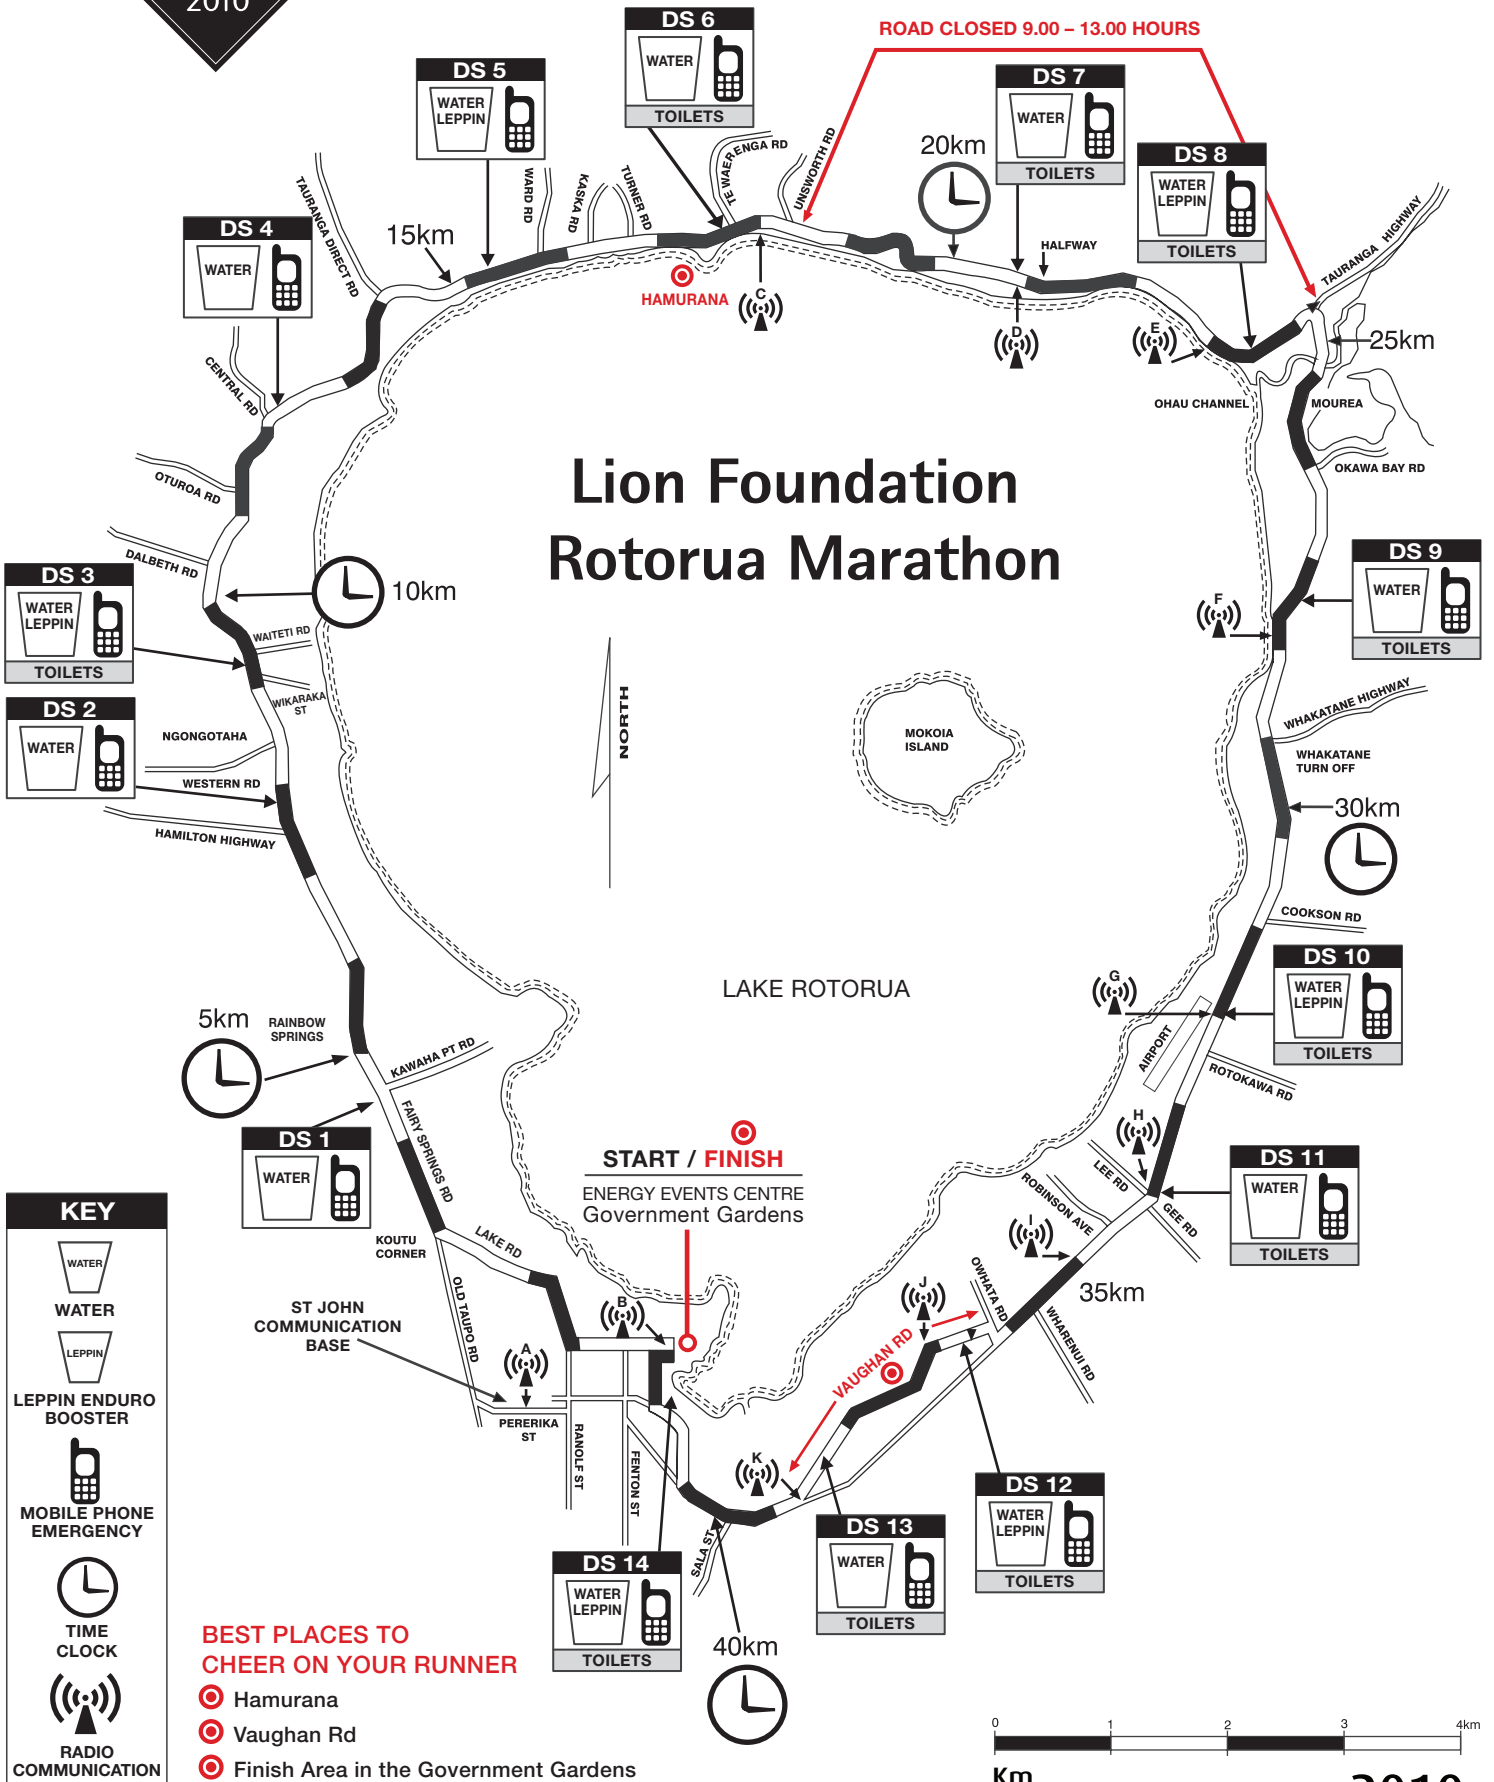 2010
ROAD CLOSED 9.00 – 13.00 HOURS
DS 6
WATER
TOILETS
DS 5
WATER
LEPPIN
DS 7
WATER
TOILETS
DS 8
WATER
LEPPIN
TOILETS
DS 4
WATER
20km
15km
HALFWAY
25km
TAURANGA DIRECT RD
WARD RD
KASKA RD
TURNER RD
TE WAERENGA RD
UNSWORTH RD
TAURANGA HIGHWAY
HAMURANA
C
D
E
CENTRAL RD
OHAU CHANNEL
MOUREA
OKAWA BAY RD
OTUROA RD
DALBETH RD
Lion Foundation
Rotorua Marathon
DS 3
WATER
LEPPIN
TOILETS
10km
DS 9
WATER
TOILETS
F
WAITETI RD
WIKARAKA
ST
DS 2
WATER
NGONGOTAHA
WESTERN RD
HAMILTON HIGHWAY
NORTH
MOKOIA
ISLAND
WHAKATANE HIGHWAY
WHAKATANE
TURN OFF
30km
COOKSON RD
LAKE ROTORUA
DS 10
WATER
LEPPIN
TOILETS
G
AIRPORT
ROTOKAWA RD
5km
RAINBOW
SPRINGS
KAWAHA PT RD
FAIRY SPRINGS RD
DS 1
WATER
START / FINISH
ENERGY EVENTS CENTRE
Government Gardens
H
LEE RD
ROBINSON AVE
GEE RD
DS 11
WATER
TOILETS
I
35km
KOUTU
CORNER
LAKE RD
OLD TAUPO RD
ST JOHN
COMMUNICATION
BASE
B
A
PERERIKA
ST
RANOLF ST
FENTON ST
J
OWHATA RD
WHARENUI RD
VAUGHAN RD
K
SALA ST
DS 12
WATER
LEPPIN
TOILETS
DS 13
WATER
TOILETS
DS 14
WATER
LEPPIN
TOILETS
40km
KEY
WATER
WATER
LEPPIN
LEPPIN ENDURO
BOOSTER
MOBILE PHONE
EMERGENCY
TIME
CLOCK
RADIO
COMMUNICATION
BEST PLACES TO
CHEER ON YOUR RUNNER
Hamurana
Vaughan Rd
Finish Area in the Government Gardens
0 1 2 3 4km
Km
2010